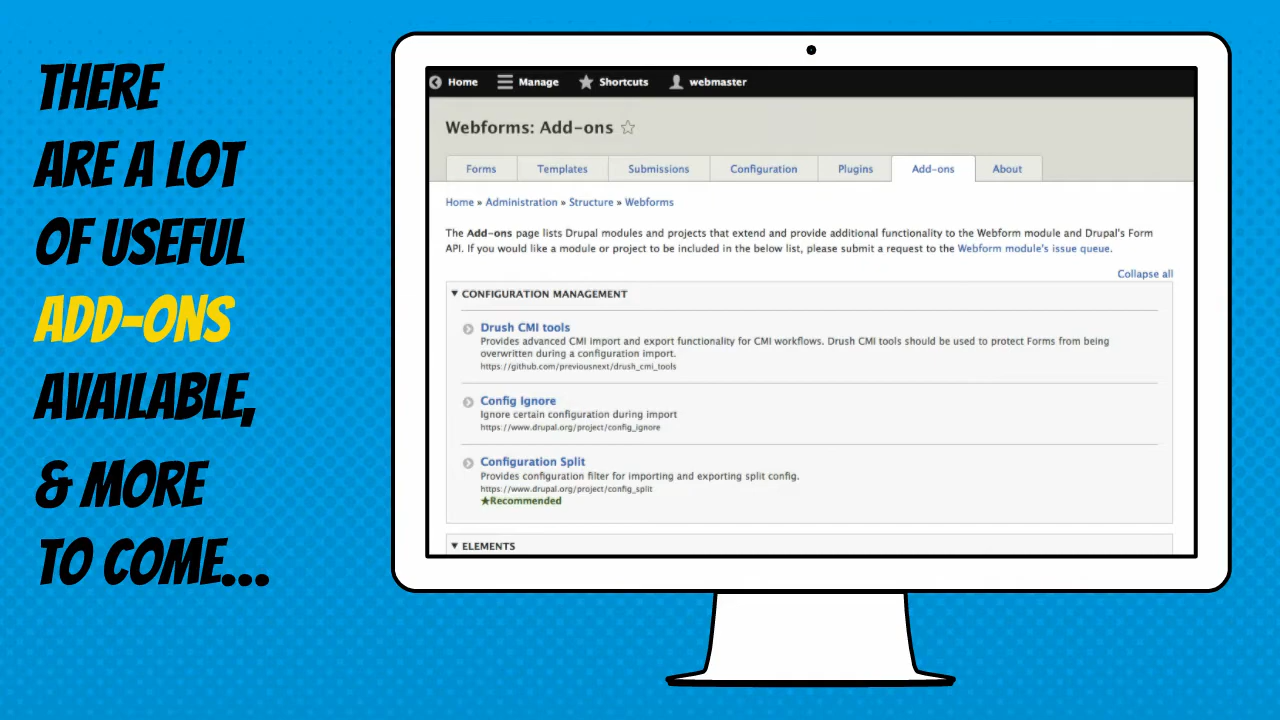 THERE
ARE A LOT
OF USEFUL
ADD-ONS
AVAILABLE,
& MORE
TO COME...
Home Manage Shortcuts webmaster
Webforms: Add-ons
Forms Templates Submissions Configuration Plugins Add-ons About
Home » Administration » Structure » Webforms
The Add-ons page lists Drupal modules and projects that extend and provide additional functionality to the Webform module and Drupal's Form
API. If you would like a module or project to be included in the below list, please submit a request to the Webform module's issue queue.
Collapse all
▼ CONFIGURATION MANAGEMENT
Drush CMI tools
Provides advanced CMI import and export functionality for CMI workflows. Drush CMI tools should be used to protect Forms from being
overwritten during a configuration import.
https://github.com/previousnext/drush_cmi_tools
Config Ignore
Ignore certain configuration during import
https://www.drupal.org/project/config_ignore
Configuration Split
Provides configuration filter for importing and exporting split config.
https://www.drupal.org/project/config_split
★Recommended
▼ ELEMENTS